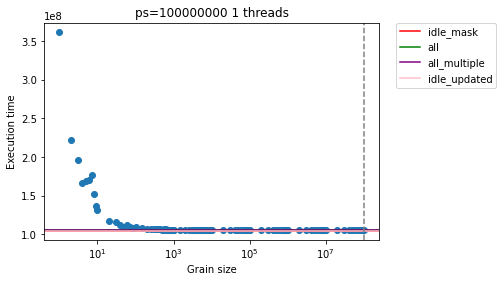 ps=100000000 1 threads
1e8
3.5
3.0
2.5
2.0
1.5
1.0
Execution time
10^1
10^3
10^5
10^7
Grain size
idle_mask
all
all_multiple
idle_updated